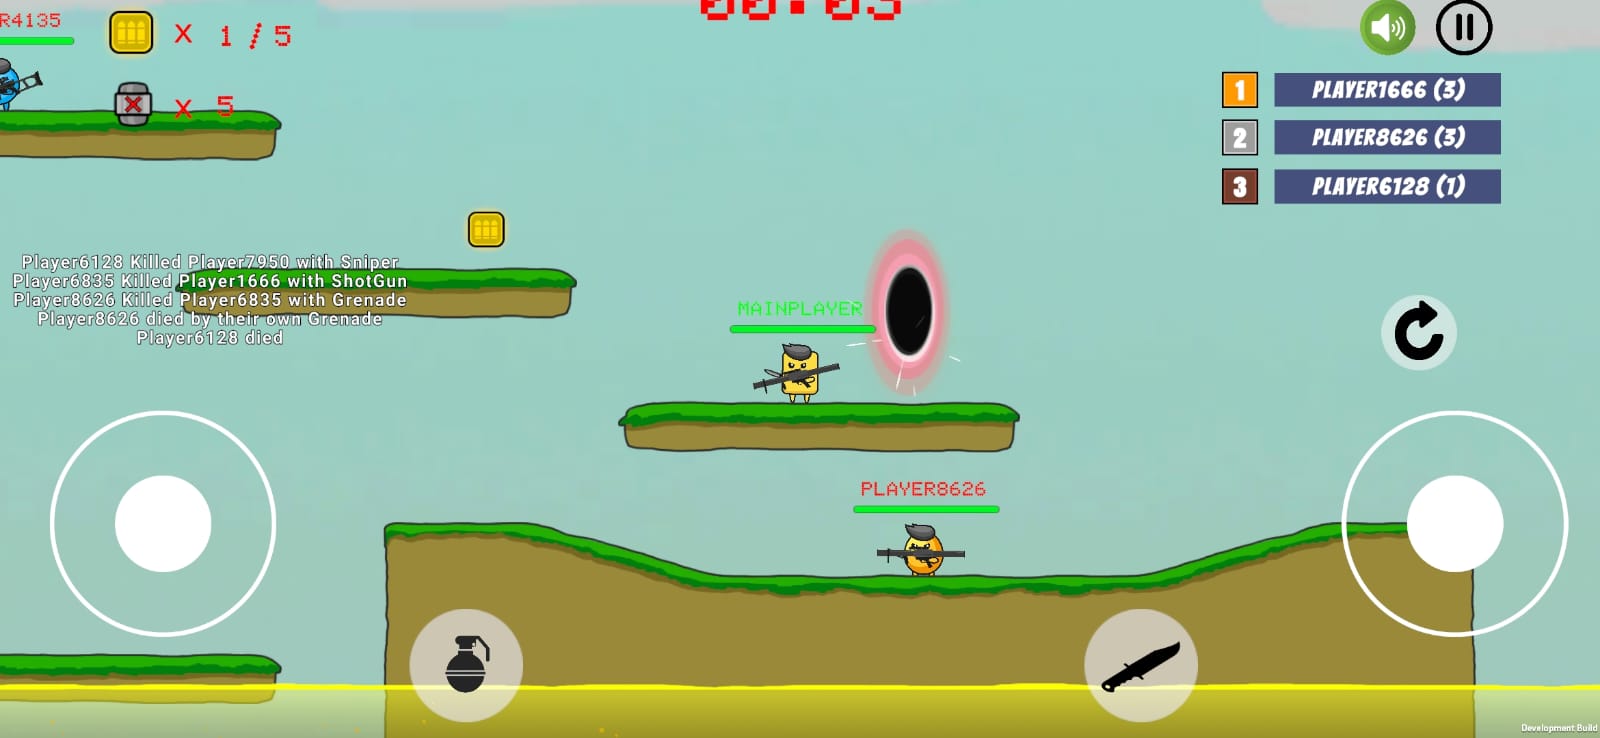 R4135
X 1 / 5
X 5
00:03
1 PLAYER1666 (3)
2 PLAYER8626 (3)
3 PLAYER6128 (1)
Player6128 Killed Player7950 with Sniper
Player6835 Killed Player1666 with ShotGun
Player8626 Killed Player6835 with Grenade
Player8626 died by their own Grenade
Player6128 died
MAINPLAYER
PLAYER8626
Development Build